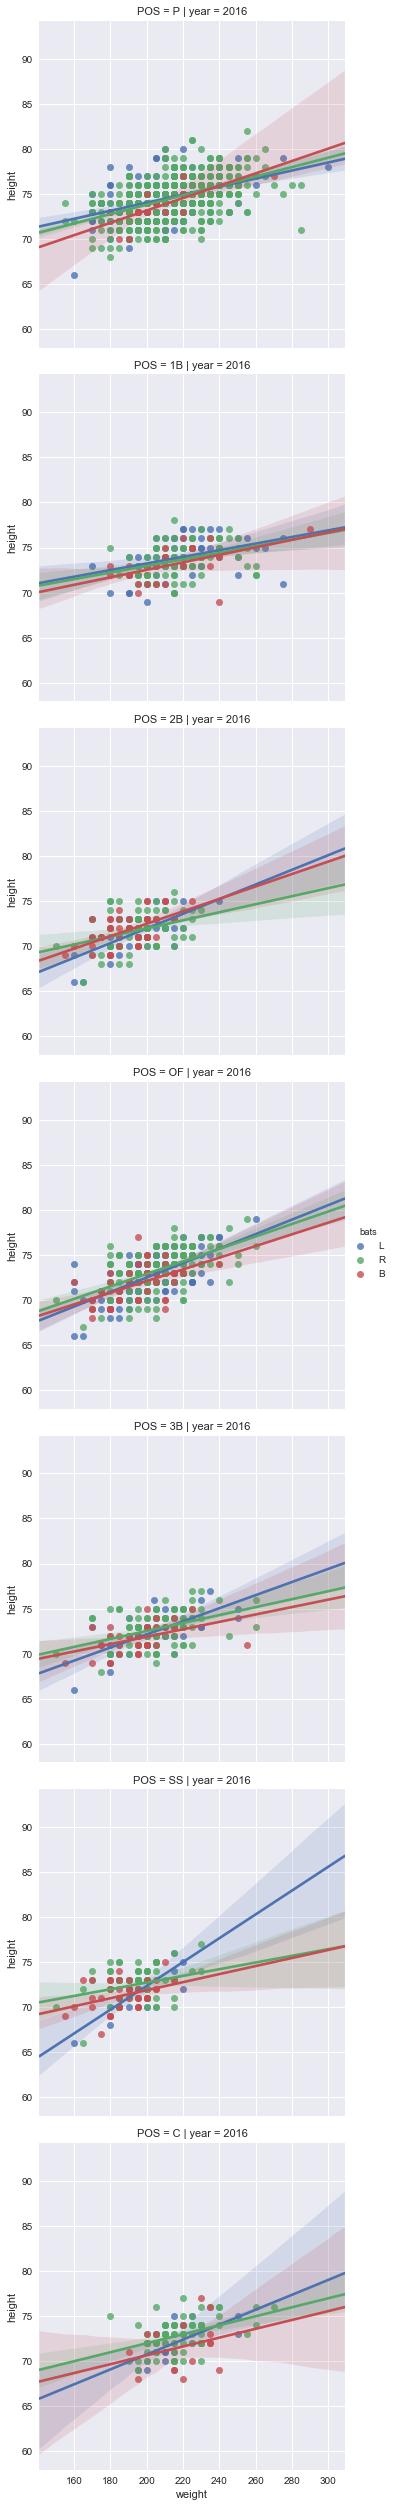 POS = P | year = 2016
90
85
80
75
70
65
60
height
POS = 1B | year = 2016
90
85
80
75
70
65
60
height
POS = 2B | year = 2016
90
85
80
75
70
65
60
height
POS = OF | year = 2016
90
85
80
75
70
65
60
height
bats
L
R
B
POS = 3B | year = 2016
90
85
80
75
70
65
60
height
POS = SS | year = 2016
90
85
80
75
70
65
60
height
POS = C | year = 2016
90
85
80
75
70
65
60
height
160 180 200 220 240 260 280 300
weight